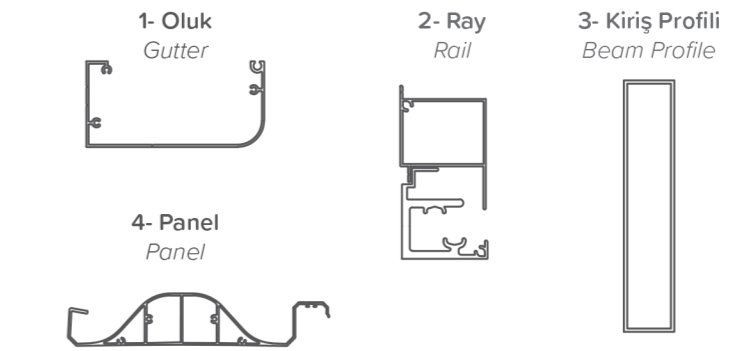 1- Oluk
Gutter
2- Ray
Rail
3- Kiriş Profili
Beam Profile
4- Panel
Panel